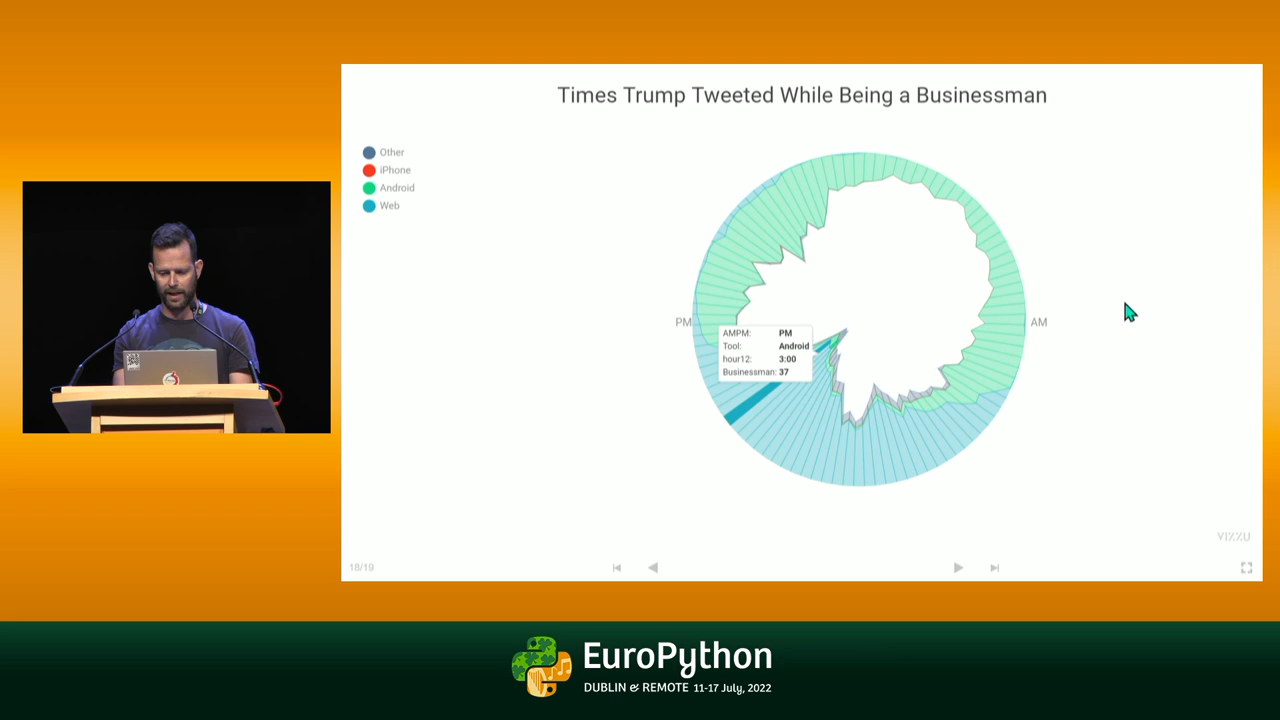 Times Trump Tweeted While Being a Businessman
Other
iPhone
Android
Web
PM
AM
AMPM: PM
Tool: Android
hour12: 3:00
Businessman: 37
VIZZU
18/19
EuroPython
DUBLIN & REMOTE 11-17 July, 2022